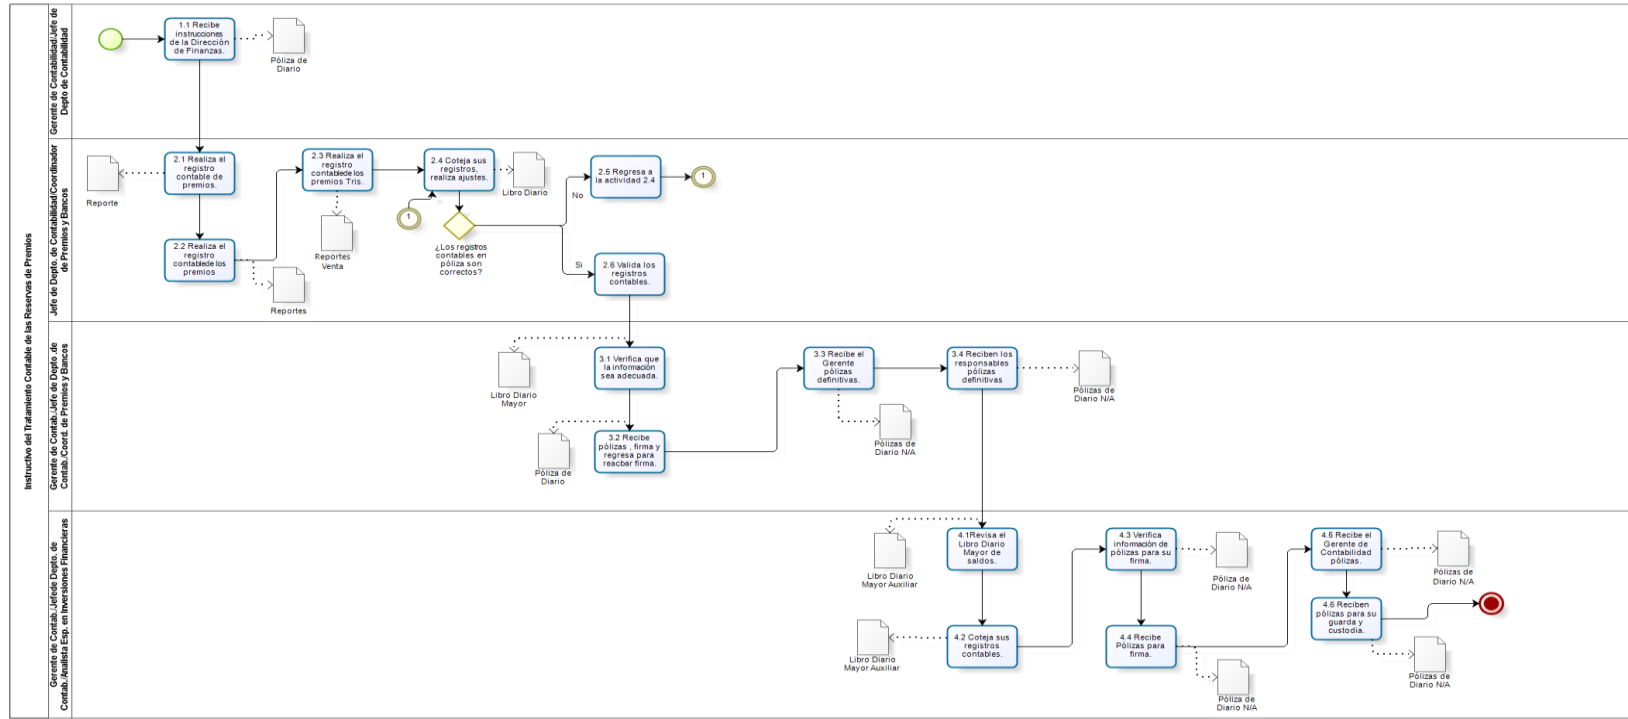 Instructivo del Tratamiento Contable de las Reservas de Premios
Gerente de Contabilidad/Jefe de
Depto de Contabilidad
1.1 Recibe
instrucciones
de la Dirección
de Finanzas.
Póliza de
Diario
Jefe de Depto. de Contabilidad/Coordinador
de Premios y Bancos
2.1 Realiza el
registro
contable de
premios.
Reporte
2.2 Realiza el
registro
contablede los
premios
Reportes
2.3 Realiza el
registro
contablede los
premios Tris.
Reportes
Venta
2.4 Coteja sus
registros,
realiza ajustes.
Libro Diario
1
¿Los registros
contables en
póliza son
correctos?
No
2.5 Regresa a
la actividad 2.4
1
Si
2.6 Valida los
registros
contables.
Gerente de Contab./Jefe de Depto .de
Contab./Coord. de Premios y Bancos
3.1 Verifica que
la información
sea adecuada.
Libro Diario
Mayor
3.2 Recibe
pólizas , firma y
regresa para
reacbar firma.
Póliza de
Diario
3.3 Recibe el
Gerente
pólizas
definitivas.
Pólizas de
Diario N/A
3.4 Reciben los
responsables
pólizas
definitivas
Pólizas de
Diario N/A
Gerente de Contab./Jefede Depto. de
Contab./Analista Esp. en Inversiones Financieras
4.1Revisa el
Libro Diario
Mayor de
saldos.
Libro Diario
Mayor Auxiliar
4.2 Coteja sus
registros
contables.
Libro Diario
Mayor Auxiliar
4.3 Verifica
información de
pólizas para su
firma.
Póliza de
Diario N/A
4.4 Recibe
Pólizas para
firma.
Póliza de
Diario N/A
4.5 Recibe el
Gerente de
Contabilidad
pólizas.
Pólizas de
Diario N/A
4.6 Reciben
pólizas para su
guarda y
custodia.
Pólizas de
Diario N/A